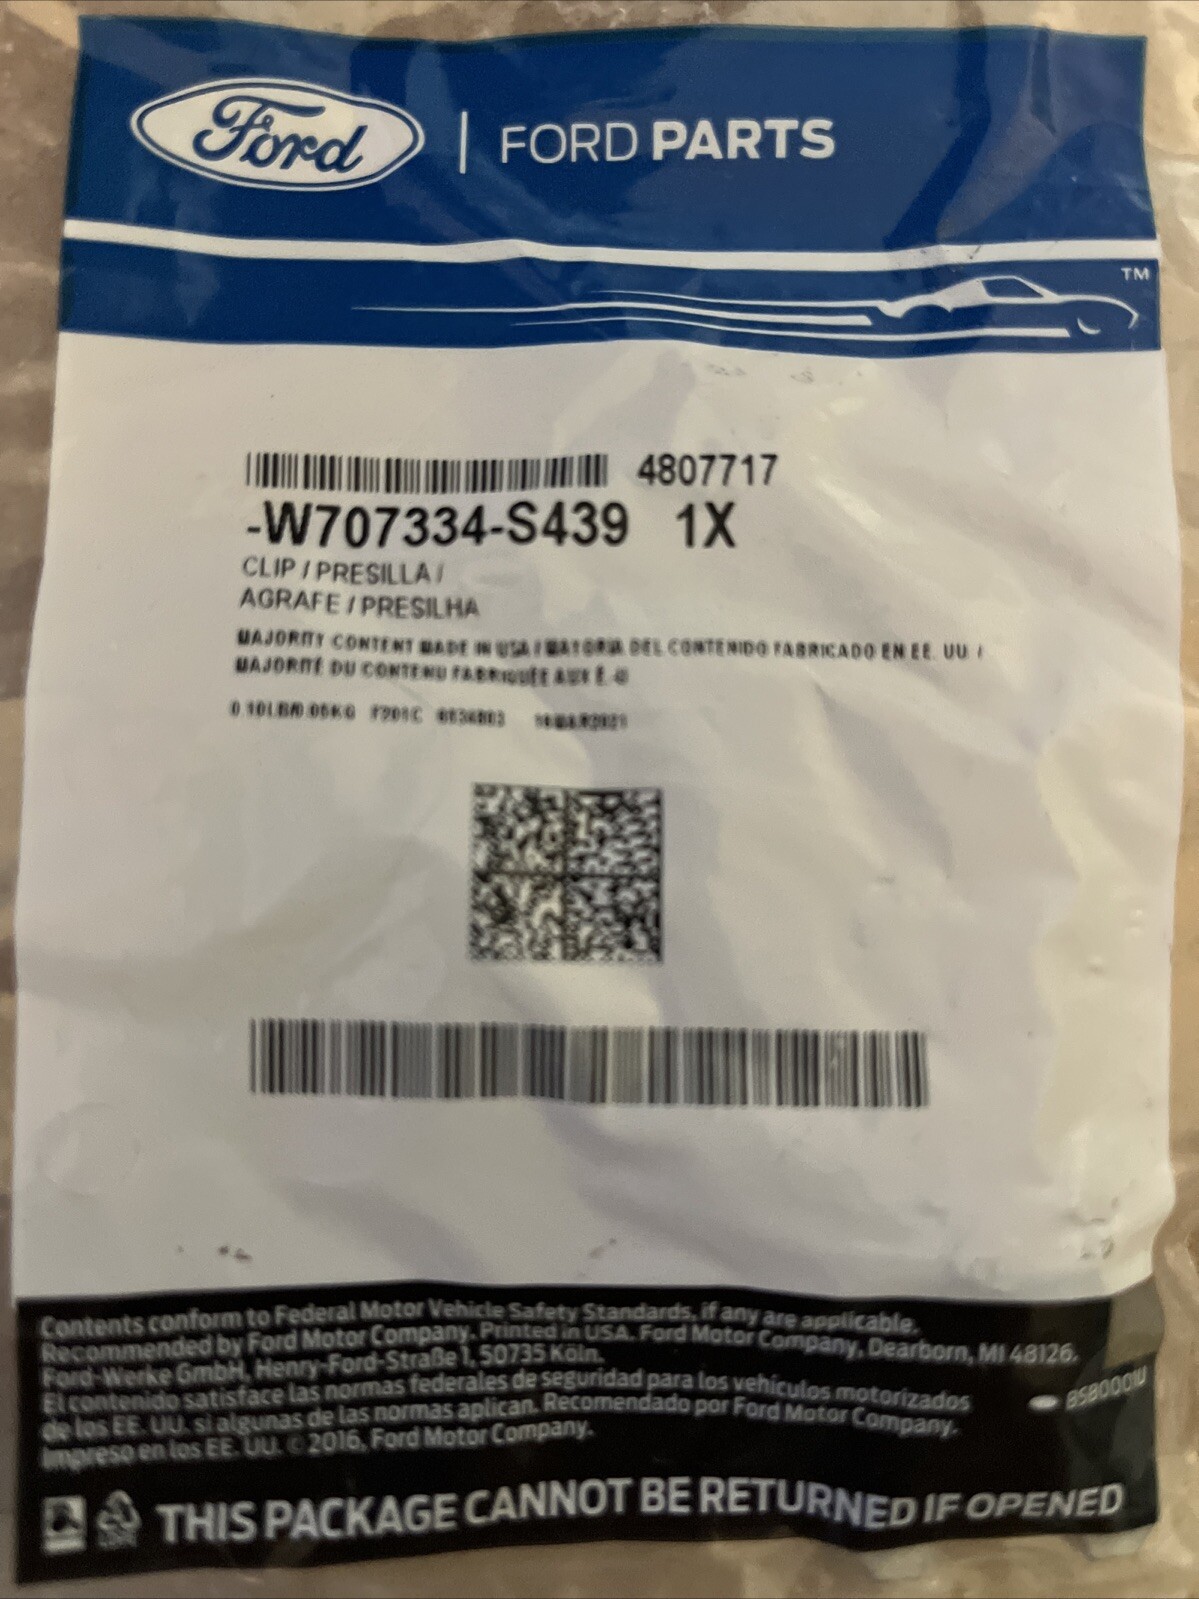 Ford | FORD PARTS
TM
4807717
-W707334-S439 1X
CLIP / PRESILLA /
AGRAFE / PRESILHA
MAJORITY CONTENT MADE IN USA / MAYORIA DEL CONTENIDO FABRICADO EN EE. UU /
MAJORITÉ DU CONTENU FABRIQUÉE AUX É.
0.10LB/0.05KG
Contents conform to Federal Motor Vehicle Safety Standards, if any are applicable.
Recommended by Ford Motor Company. Printed in USA. Ford Motor Company, Dearborn, MI 48126.
Ford-Werke GmbH, Henry-Ford-Straße 1, 50735 Köln.
El contenido satisface las normas federales de seguridad para los vehículos motorizados
de los EE. UU. si algunas de las normas aplican. Recomendado por Ford Motor Company.
Impreso en los EE. UU. © 2016, Ford Motor Company.
BSB0001U
THIS PACKAGE CANNOT BE RETURNED IF OPENED